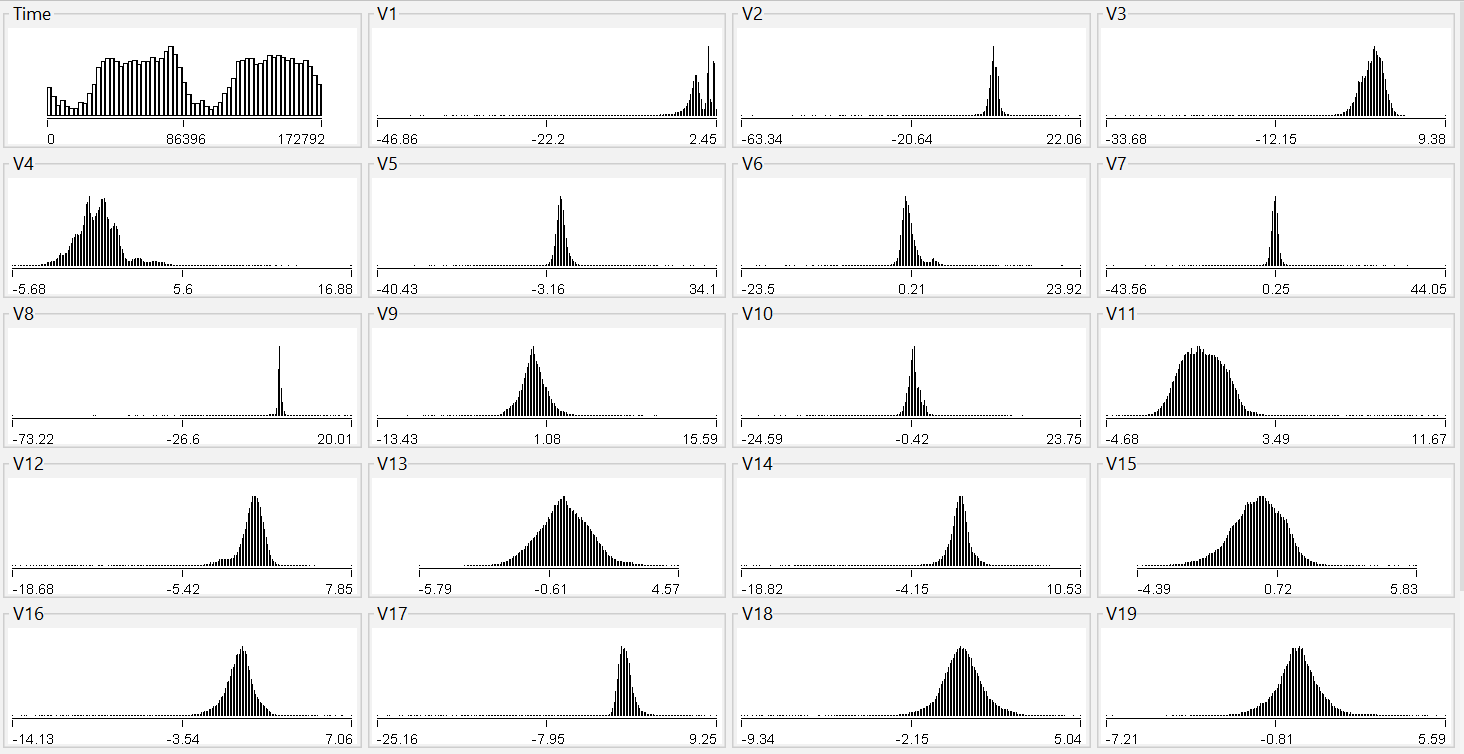 Time V1 V2 V3
0 86396 172792 -46.86 -22.2 2.45 -63.34 -20.64 22.06 -33.68 -12.15 9.38
V4 V5 V6 V7
-5.68 5.6 16.88 -40.43 -3.16 34.1 -23.5 0.21 23.92 -43.56 0.25 44.05
V8 V9 V10 V11
-73.22 -26.6 20.01 -13.43 1.08 15.59 -24.59 -0.42 23.75 -4.68 3.49 11.67
V12 V13 V14 V15
-18.68 -5.42 7.85 -5.79 -0.61 4.57 -18.82 -4.15 10.53 -4.39 0.72 5.83
V16 V17 V18 V19
-14.13 -3.54 7.06 -25.16 -7.95 9.25 -9.34 -2.15 5.04 -7.21 -0.81 5.59